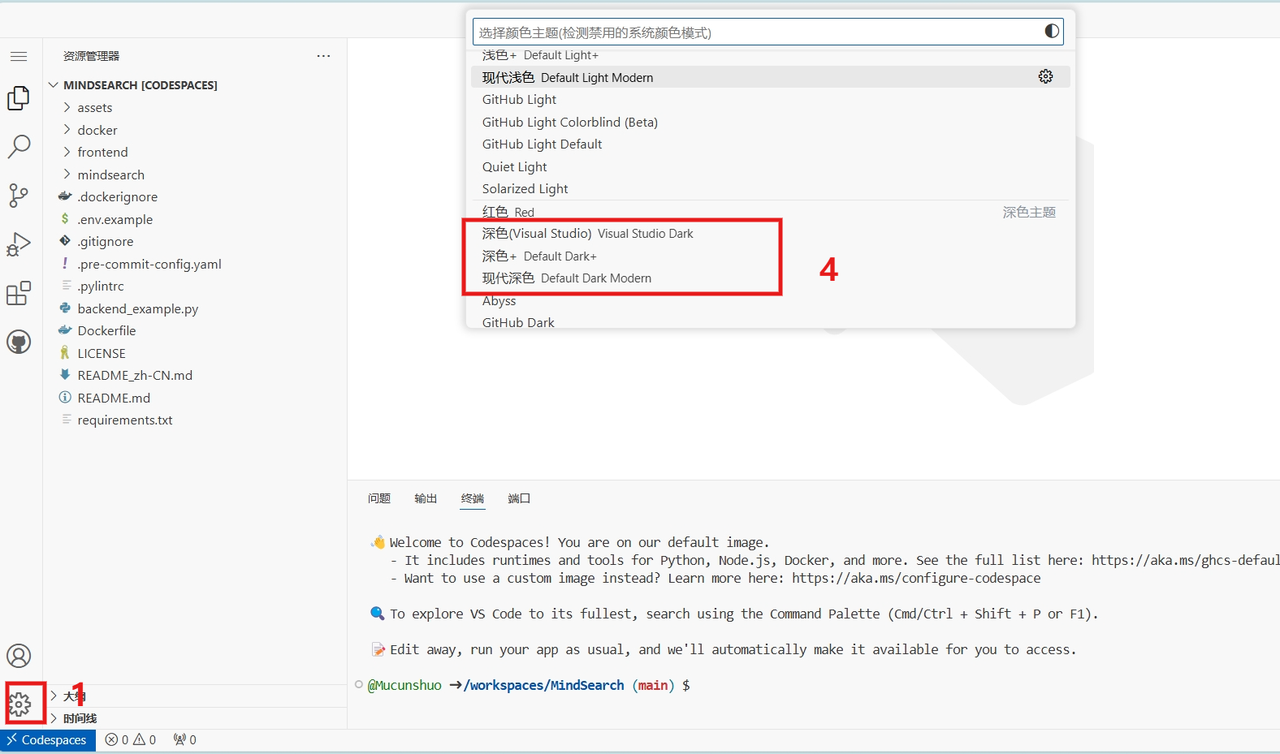 选择颜色主题(检测禁用的系统颜色模式)
浅色+ Default Light+
现代浅色 Default Light Modern
GitHub Light
GitHub Light Colorblind (Beta)
GitHub Light Default
Quiet Light
Solarized Light
红色 Red 深色主题
深色(Visual Studio) Visual Studio Dark
深色+ Default Dark+
现代深色 Default Dark Modern
Abyss
GitHub Dark
4
资源管理器
MINDSEARCH [CODESPACES]
assets
docker
frontend
mindsearch
.dockerignore
.env.example
.gitignore
.pre-commit-config.yaml
.pylintrc
backend_example.py
Dockerfile
LICENSE
README_zh-CN.md
README.md
requirements.txt
大纲
1
时间线
问题 输出 终端 端口
👋 Welcome to Codespaces! You are on our default image.
- It includes runtimes and tools for Python, Node.js, Docker, and more. See the full list here: https://aka.ms/ghcs-defaul
- Want to use a custom image instead? Learn more here: https://aka.ms/configure-codespace
🔍 To explore VS Code to its fullest, search using the Command Palette (Cmd/Ctrl + Shift + P or F1).
📝 Edit away, run your app as usual, and we'll automatically make it available for you to access.
@Mucunshuo ➜/workspaces/MindSearch (main) $
Codespaces 0 0 0